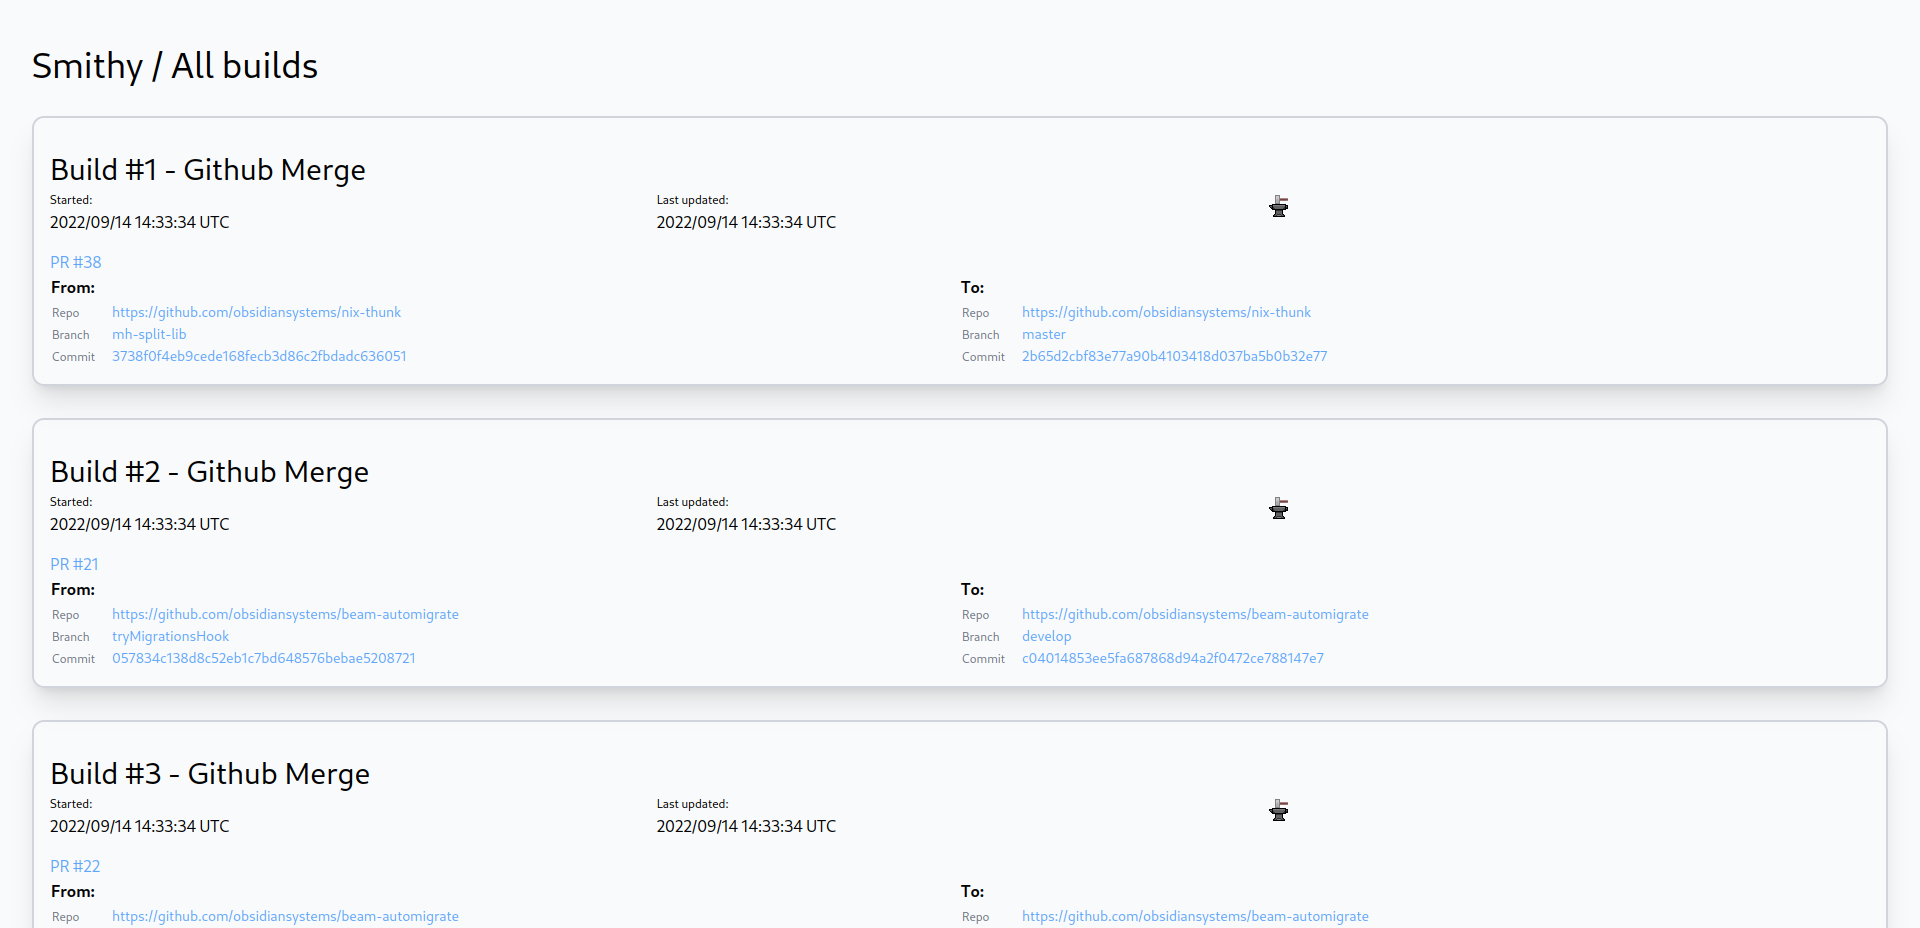 Smithy / All builds
Build #1 - Github Merge
Started:
Last updated:
2022/09/14 14:33:34 UTC
2022/09/14 14:33:34 UTC
PR #38
From:
To:
Repo https://github.com/obsidiansystems/nix-thunk
Repo https://github.com/obsidiansystems/nix-thunk
Branch mh-split-lib
Branch master
Commit 3738f0f4eb9cede168fecb3d86c2fbdadc636051
Commit 2b65d2cbf83e77a90b4103418d037ba5b0b32e77
Build #2 - Github Merge
Started:
Last updated:
2022/09/14 14:33:34 UTC
2022/09/14 14:33:34 UTC
PR #21
From:
To:
Repo https://github.com/obsidiansystems/beam-automigrate
Repo https://github.com/obsidiansystems/beam-automigrate
Branch tryMigrationsHook
Branch develop
Commit 057834c138d8c52eb1c7bd648576bebae5208721
Commit c04014853ee5fa687868d94a2f0472ce788147e7
Build #3 - Github Merge
Started:
Last updated:
2022/09/14 14:33:34 UTC
2022/09/14 14:33:34 UTC
PR #22
From:
To:
Repo https://github.com/obsidiansystems/beam-automigrate
Repo https://github.com/obsidiansystems/beam-automigrate